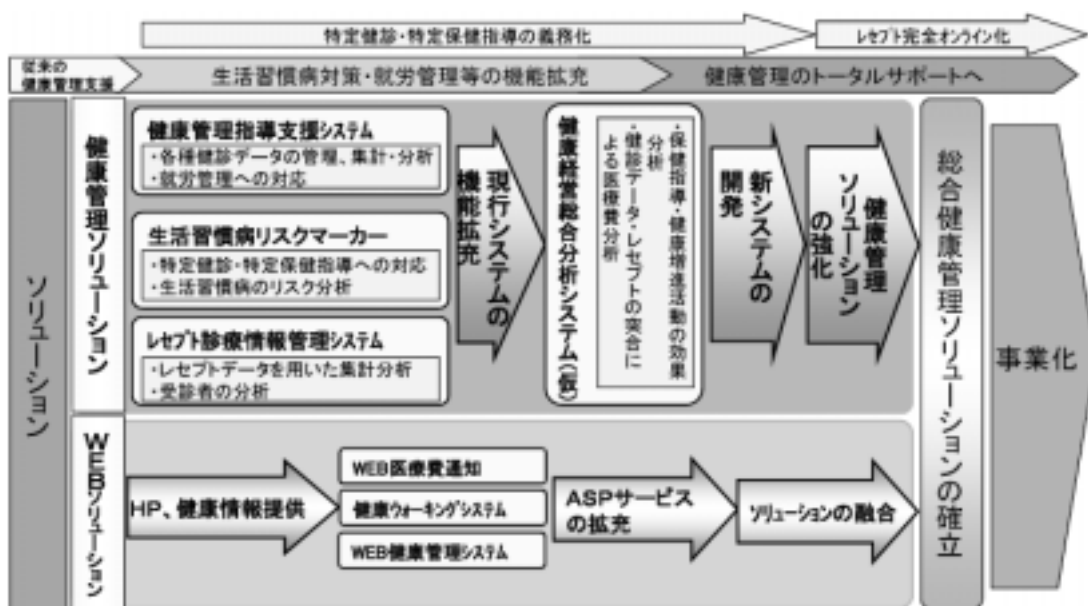 特定健診・特定保健指導の義務化
レセプト完全オンライン化
従来の
健康管理支援
生活習慣病対策・就労管理等の機能拡充
健康管理のトータルサポートへ
ソリューション
健康管理ソリューション
健康管理指導支援システム
・各種健診データの管理、集計・分析
・就労管理への対応
生活習慣病リスクマーカー
・特定健診・特定保健指導への対応
・生活習慣病のリスク分析
レセプト診療情報管理システム
・レセプトデータを用いた集計分析
・受診者の分析
現行システムの
機能拡充
健康経営総合分析システム(仮)
・保健指導・健康増進活動の効果
分析
・健診データ・レセプトの突合に
よる医療費分析
新システムの
開発
健康管理
ソリューション
の強化
WEBソリューション
HP、健康情報提供
WEB医療費通知
健康ウォーキングシステム
WEB健康管理システム
ASPサービス
の拡充
ソリューションの融合
総合健康管理ソリューションの確立
事業化